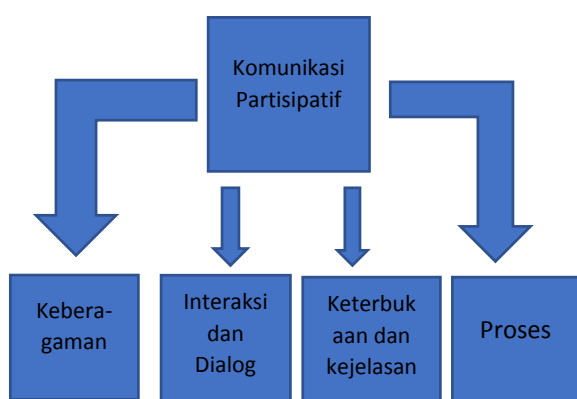 Komunikasi
Partisipatif
Kebera-
gaman
Interaksi
dan
Dialog
Keterbuk
aan dan
kejelasan
Proses